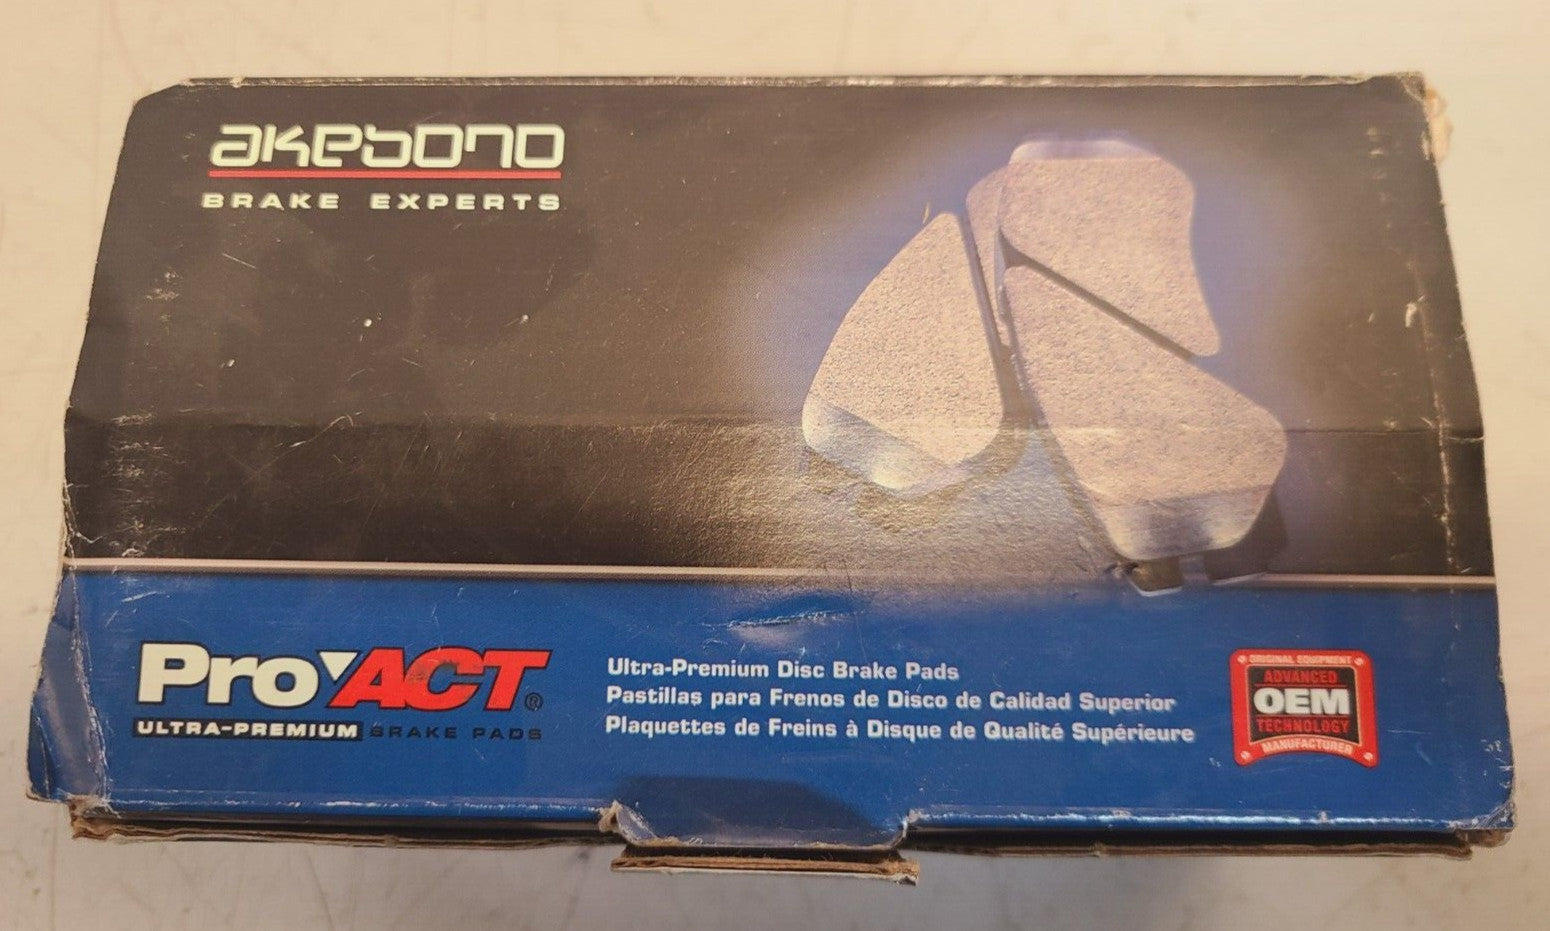 akebono
BRAKE EXPERTS
ProACT®
ULTRA-PREMIUM BRAKE PADS
Ultra-Premium Disc Brake Pads
Pastillas para Frenos de Disco de Calidad Superior
Plaquettes de Freins à Disque de Qualité Supérieure
ORIGINAL EQUIPMENT
ADVANCED
OEM
TECHNOLOGY
MANUFACTURER